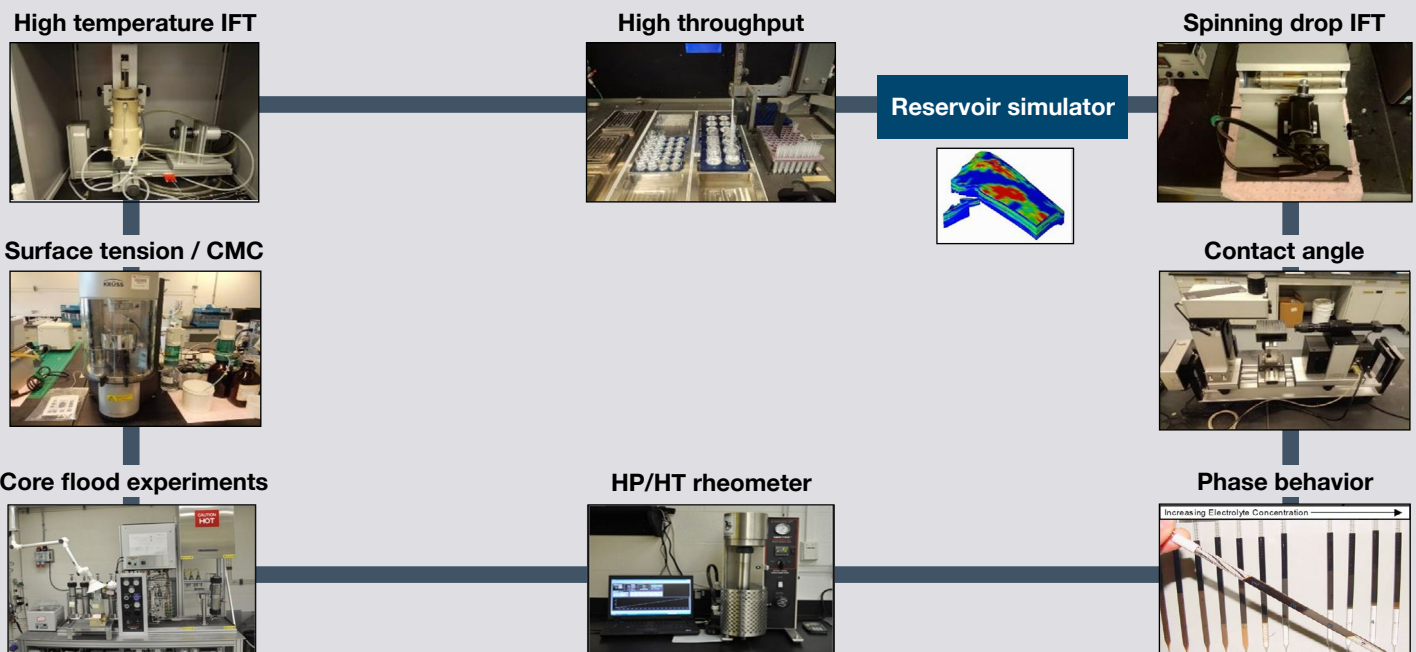 High temperature IFT
High throughput
Spinning drop IFT
Reservoir simulator
Surface tension / CMC
KRÜSS
Contact angle
Core flood experiments
CAUTION
HOT
HP/HT rheometer
Phase behavior
Increasing Electrolyte Concentration